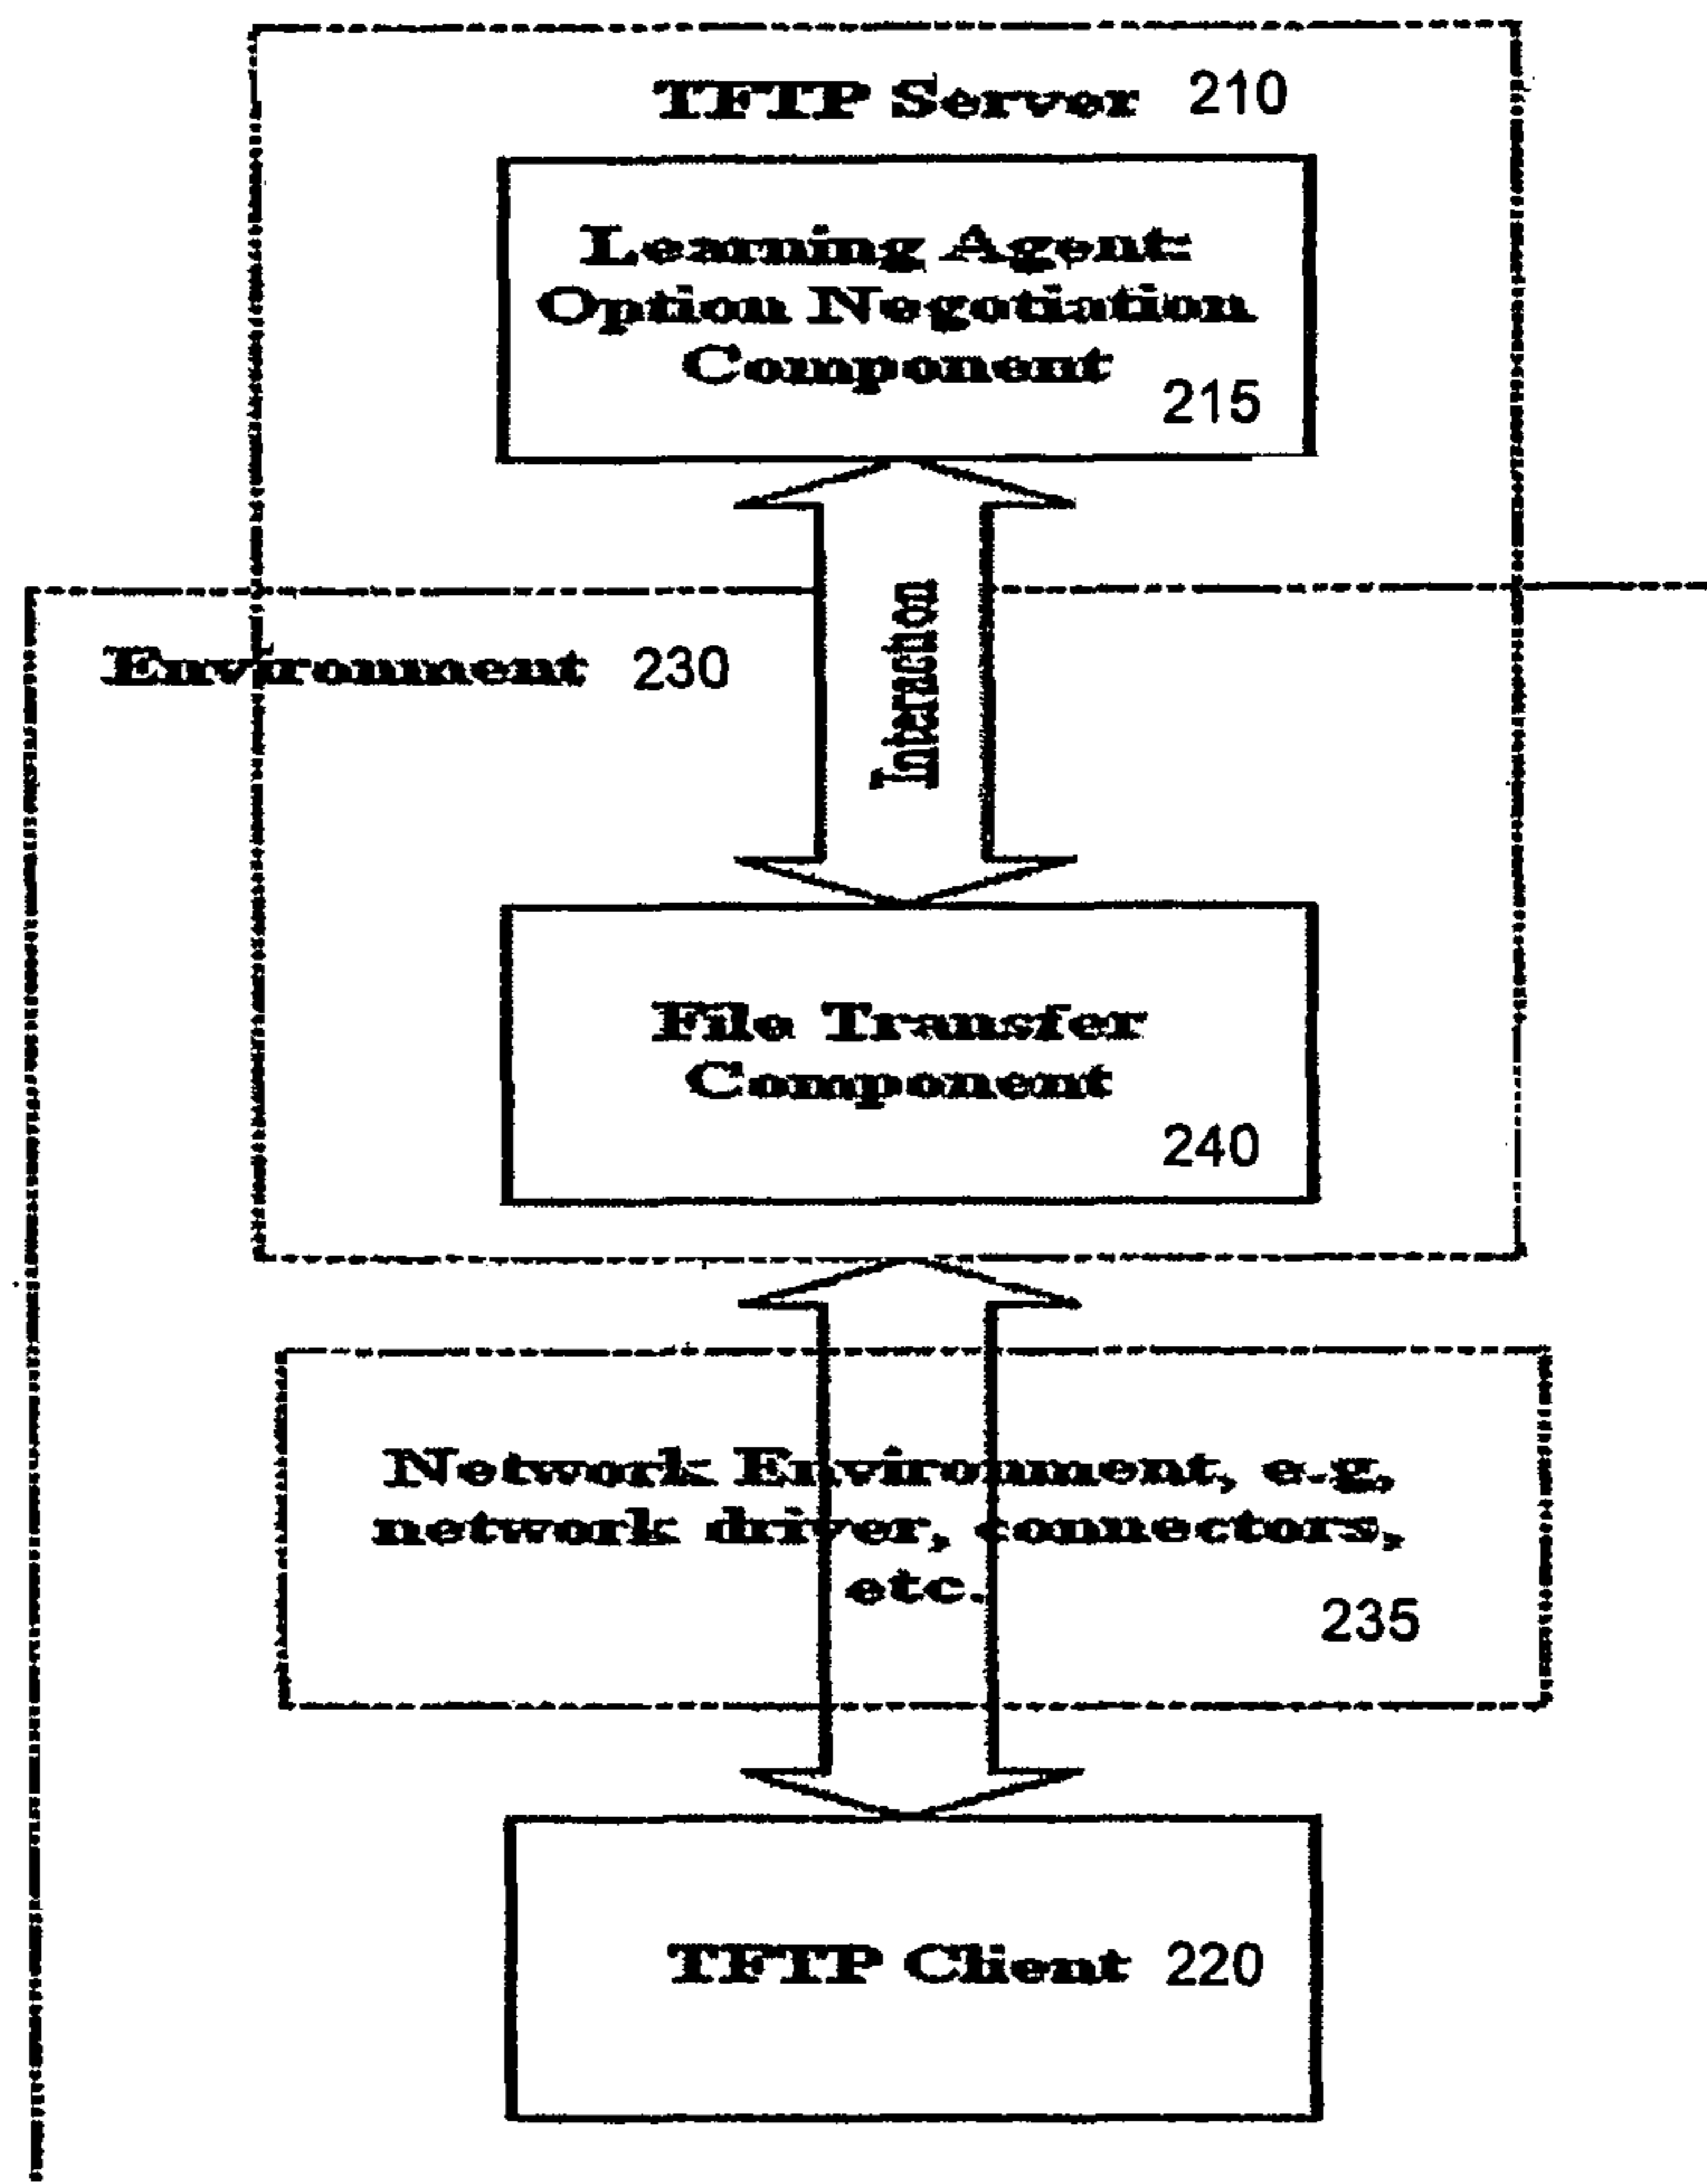 TFTP Server 210
Learning Agent:
Option Negotiation
Component
215
Environment 230
Interaction
File Transfer
Component
240
Network Environment, e.g,
network driver, connectors,
etc.
235
TFTP Client 220